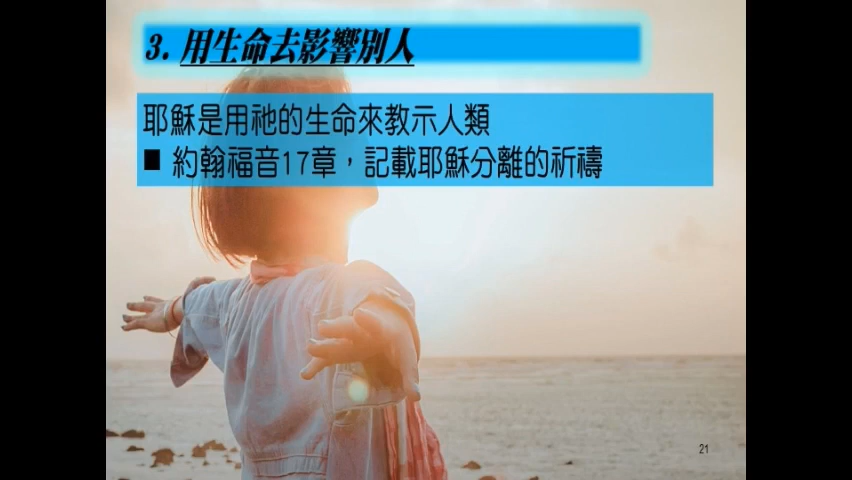 3. 用生命去影響別人
耶穌是用祂的生命來教示人類
■ 約翰福音17章，記載耶穌分離的祈禱
21